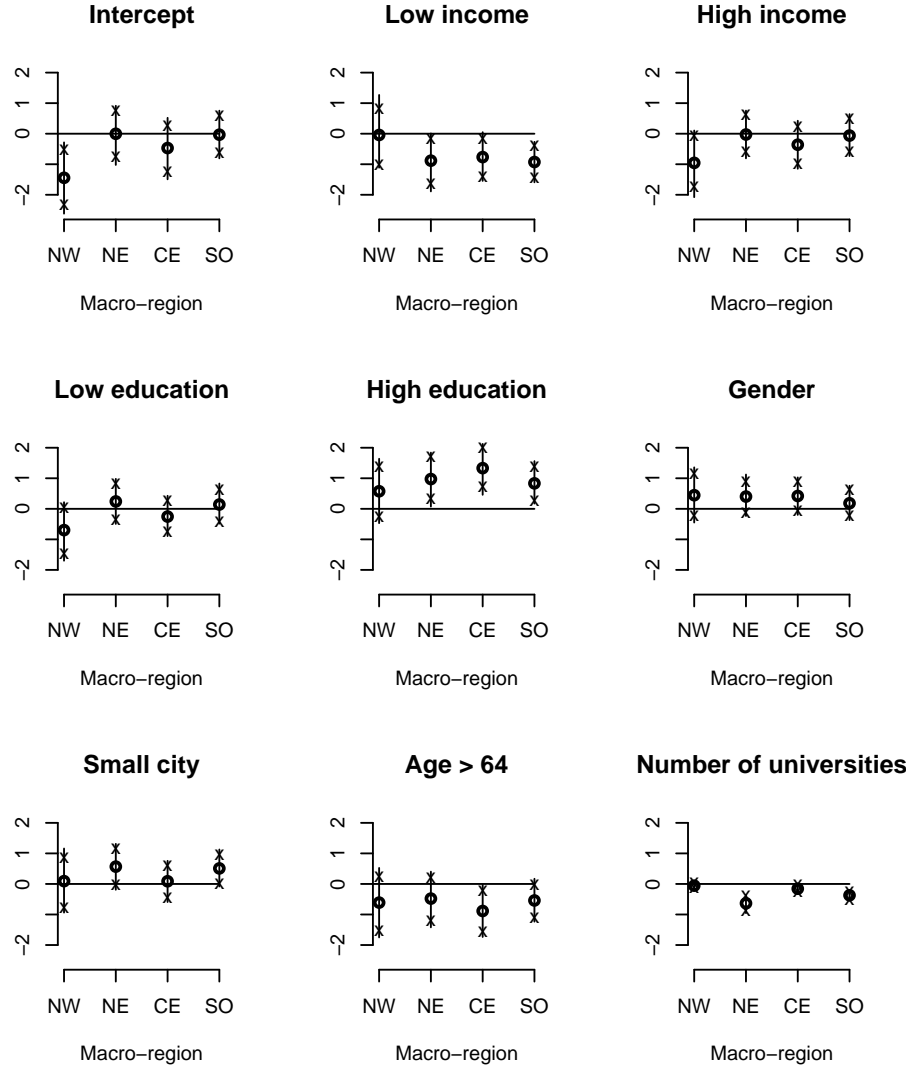 Intercept
Low income
High income
2
1
0
−2
NW NE CE SO
Macro−region
2
1
0
−2
NW NE CE SO
Macro−region
2
1
0
−2
NW NE CE SO
Macro−region
Low education
High education
Gender
2
1
0
−2
NW NE CE SO
Macro−region
2
1
0
−2
NW NE CE SO
Macro−region
2
1
0
−2
NW NE CE SO
Macro−region
Small city
Age > 64
Number of universities
2
1
0
−2
NW NE CE SO
Macro−region
2
1
0
−2
NW NE CE SO
Macro−region
2
1
0
−2
NW NE CE SO
Macro−region